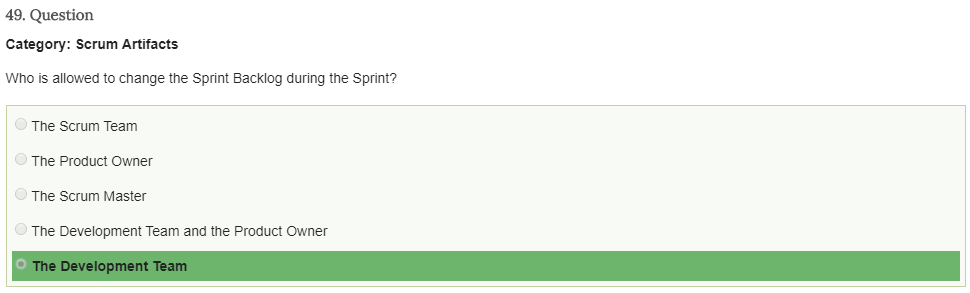 49. Question
Category: Scrum Artifacts
Who is allowed to change the Sprint Backlog during the Sprint?
The Scrum Team
The Product Owner
The Scrum Master
The Development Team and the Product Owner
The Development Team